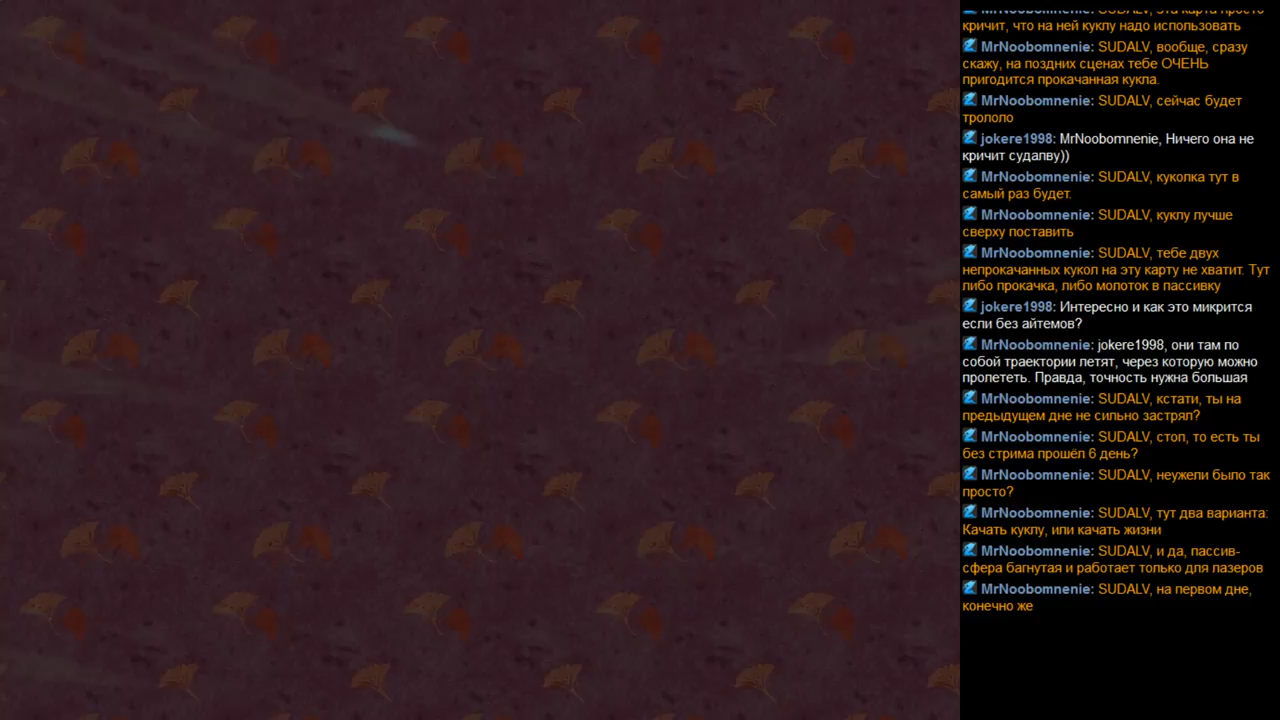 MrNoobomnenie: SUDALV, эта карта просто
кричит, что на ней куклу надо использовать
MrNoobomnenie: SUDALV, вообще, сразу
скажу, на поздних сценах тебе ОЧЕНЬ
пригодится прокачанная кукла.
MrNoobomnenie: SUDALV, сейчас будет
трололо
jokere1998: MrNoobomnenie, Ничего она не
кричит судалву))
MrNoobomnenie: SUDALV, куколка тут в
самый раз будет.
MrNoobomnenie: SUDALV, куклу лучше
сверху поставить
MrNoobomnenie: SUDALV, тебе двух
непрокачанных кукол на эту карту не хватит. Тут
либо прокачка, либо молоток в пассивку
jokere1998: Интересно и как это микрится
если без айтемов?
MrNoobomnenie: jokere1998, они там по
собой траектории летят, через которую можно
пролететь. Правда, точность нужна большая
MrNoobomnenie: SUDALV, кстати, ты на
предыдущем дне не сильно застрял?
MrNoobomnenie: SUDALV, стоп, то есть ты
без стрима прошёл 6 день?
MrNoobomnenie: SUDALV, неужели было так
просто?
MrNoobomnenie: SUDALV, тут два варианта:
Качать куклу, или качать жизни
MrNoobomnenie: SUDALV, и да, пассив-
сфера багнутая и работает только для лазеров
MrNoobomnenie: SUDALV, на первом дне,
конечно же